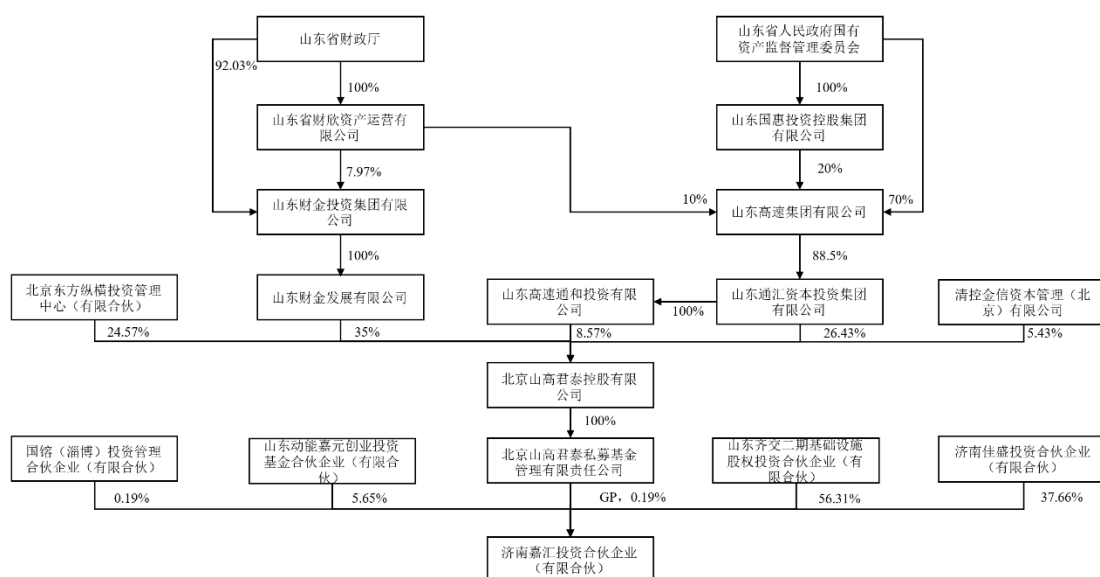 山东省财政厅
山东省人民政府国有
资产监督管理委员会
92.03%
100%
100%
山东省财欣资产运营有
限公司
山东国惠投资控股集团
有限公司
7.97%
20%
10%
70%
山东财金投资集团有限
公司
山东高速集团有限公司
100%
88.5%
北京东方纵横投资管理
中心（有限合伙）
山东财金发展有限公司
山东高速通和投资有限
公司
100%
山东通汇资本投资集团
有限公司
清控金信资本管理（北
京）有限公司
24.57%
35%
8.57%
26.43%
5.43%
北京山高君泰控股有限
公司
100%
国镕（淄博）投资管理
合伙企业（有限合伙）
山东动能嘉元创业投资
基金合伙企业（有限合
伙）
北京山高君泰私募基金
管理有限责任公司
山东齐交二期基础设施
股权投资合伙企业（有
限合伙）
济南佳盛投资合伙企业
（有限合伙）
0.19%
5.65%
GP，0.19%
56.31%
37.66%
济南嘉汇投资合伙企业
（有限合伙）